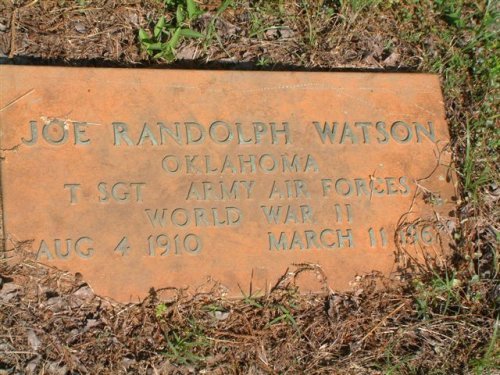 JOE RANDOLPH WATSON
OKLAHOMA
T SGT ARMY AIR FORCES
WORLD WAR II
AUG 4 1910 MARCH 11